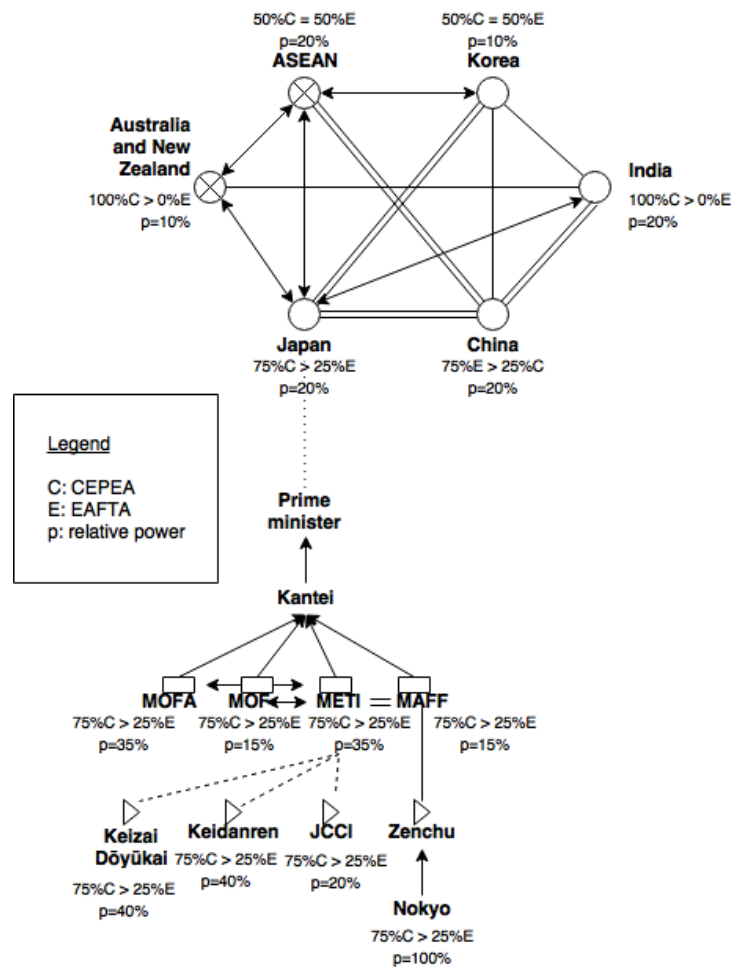 50%C = 50%E
p=20%
ASEAN
50%C = 50%E
p=10%
Korea
Australia
and New
Zealand
100%C > 0%E
p=10%
India
100%C > 0%E
p=20%
Japan
75%C > 25%E
p=20%
China
75%E > 25%C
p=20%
Legend
C: CEPEA
E: EAFTA
p: relative power
Prime
minister
Kantei
MOFA
75%C > 25%E
p=35%
MOF
75%C > 25%E
p=15%
METI
75%C > 25%E
p=35%
MAFF
75%C > 25%E
p=15%
Keizai
Dōyūkai
75%C > 25%E
p=40%
Keidanren
75%C > 25%E
p=40%
JCCI
75%C > 25%E
p=20%
Zenchu
Nokyo
75%C > 25%E
p=100%